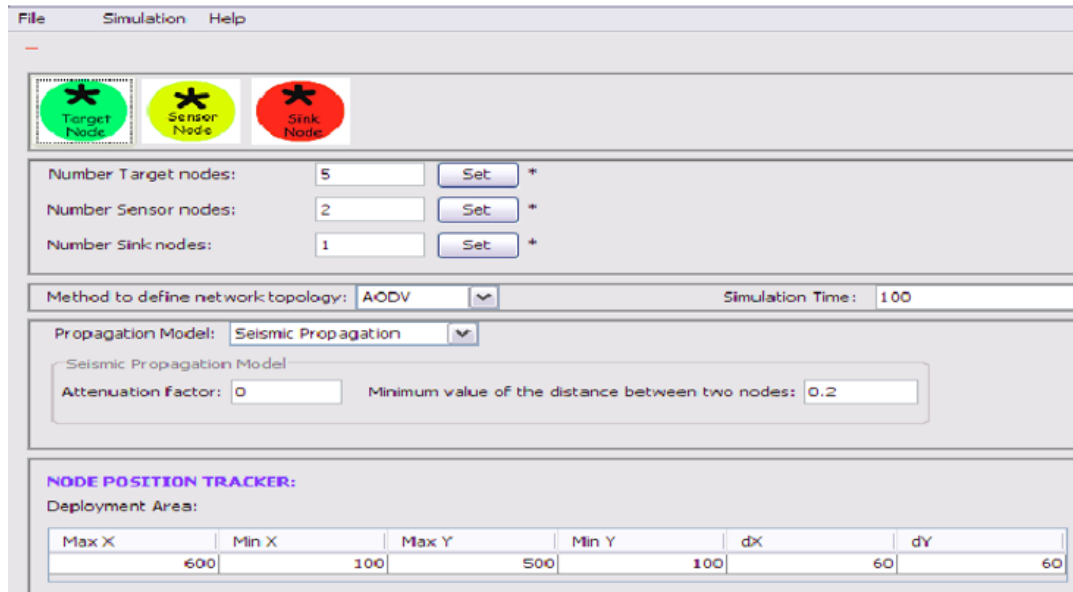 File Simulation Help
Target Node
Sensor Node
Sink Node
Number Target nodes: 5 Set *
Number Sensor nodes: 2 Set *
Number Sink nodes: 1 Set *
Method to define network topology: AODV Simulation Time: 100
Propagation Model: Seismic Propagation
Seismic Propagation Model
Attenuation factor: 0 Minimum value of the distance between two nodes: 0.2
NODE POSITION TRACKER:
Deployment Area:
Max X Min X Max Y Min Y dX dY
600 100 500 100 60 60